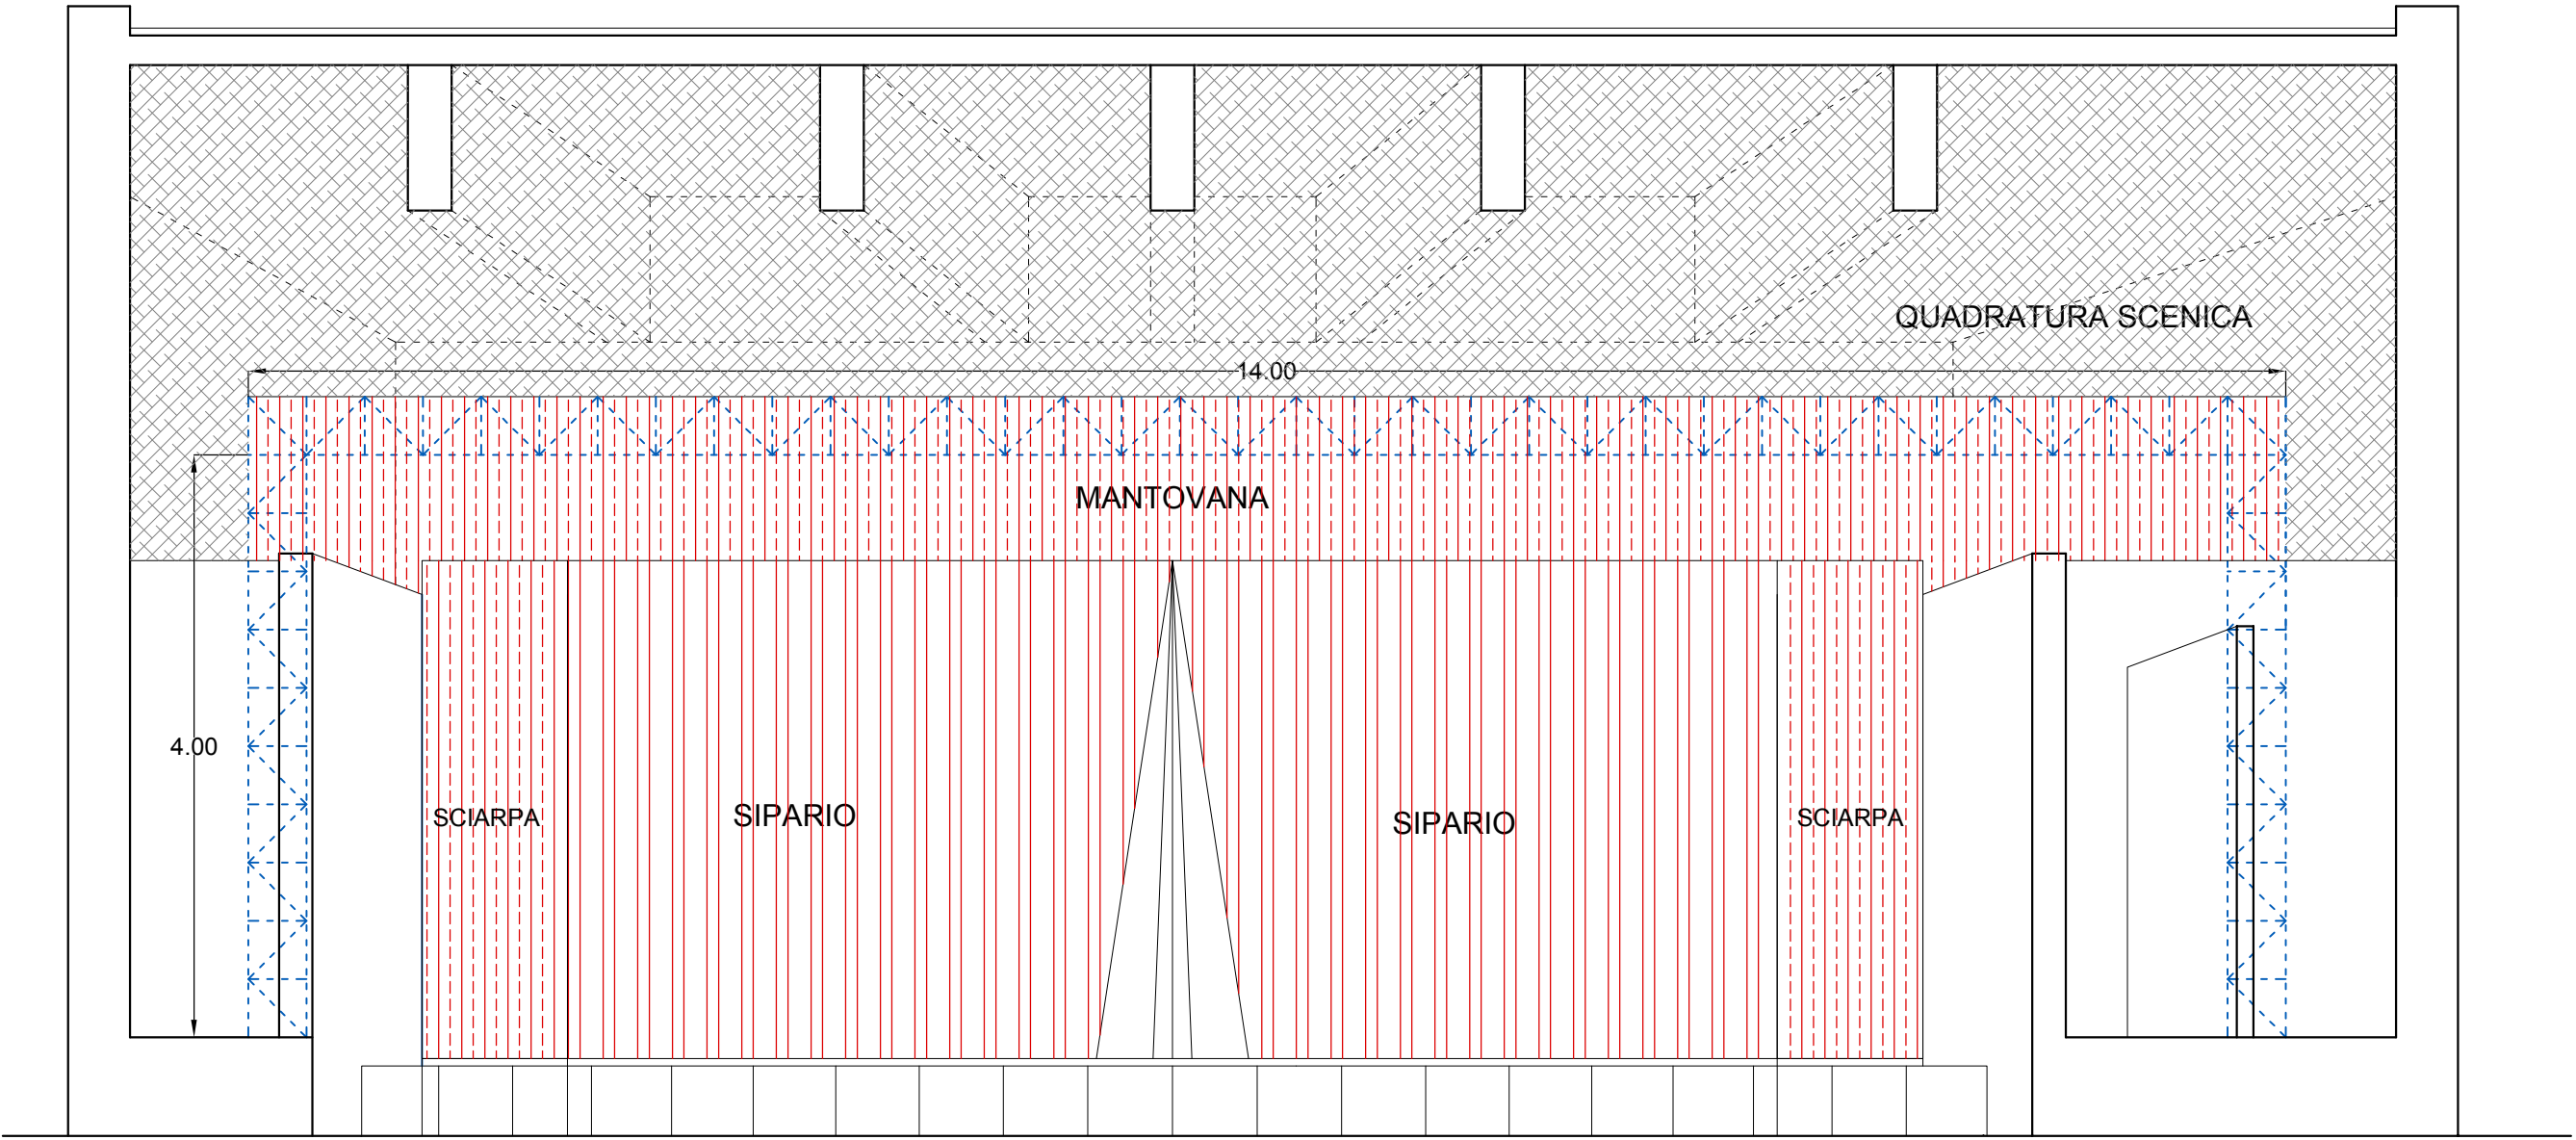 QUADRATURA SCENICA
14.00
MANTOVANA
4.00
SCIARPA
SIPARIO
SIPARIO
SCIARPA